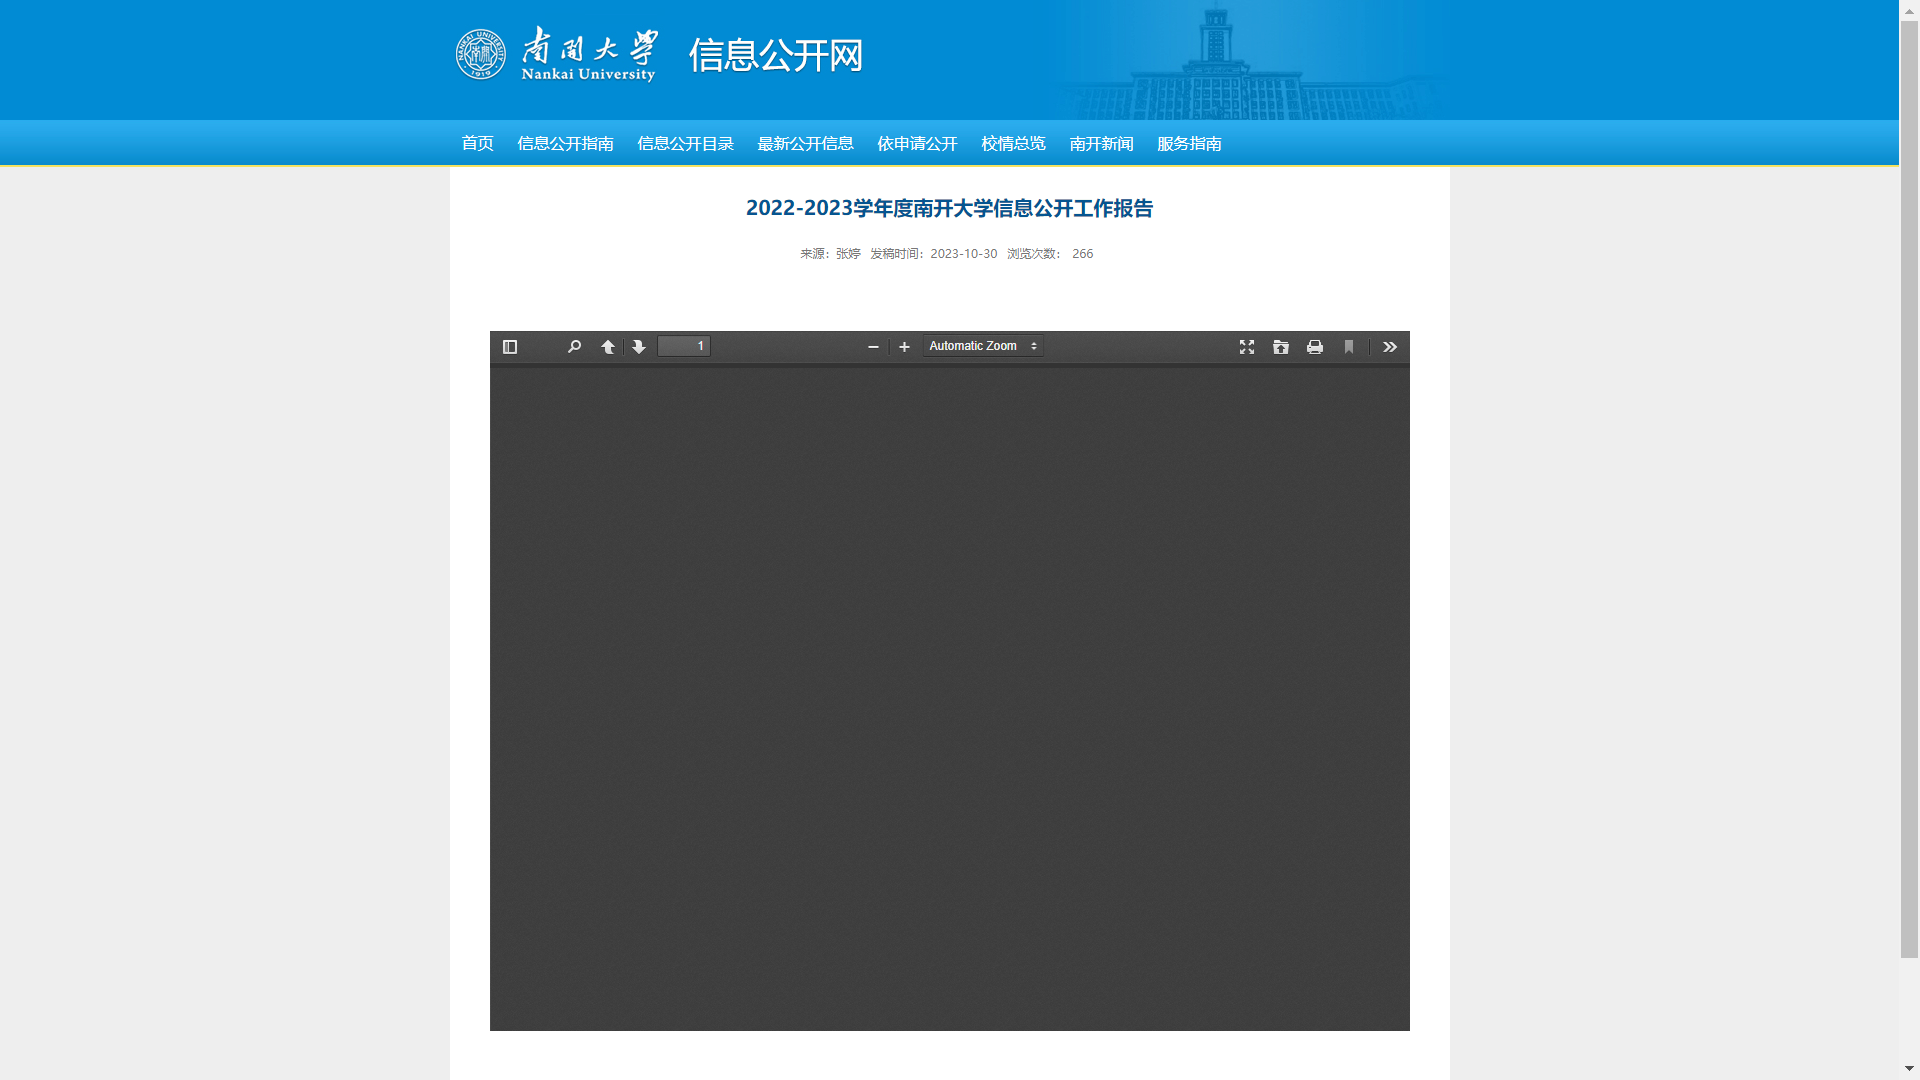 南開大學
Nankai University
NANKAI UNIVERSITY
1919
信息公开网
首页 信息公开指南 信息公开目录 最新公开信息 依申请公开 校情总览 南开新闻 服务指南
2022-2023学年度南开大学信息公开工作报告
来源：张婷 发稿时间：2023-10-30 浏览次数： 266
1 Automatic Zoom